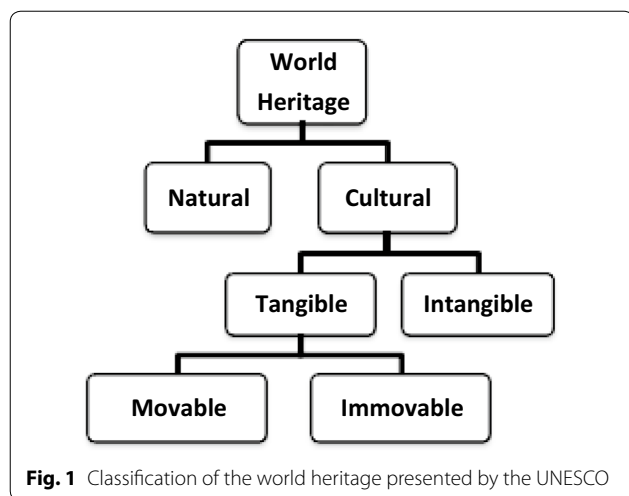 World
Heritage
Natural
Cultural
Tangible
Intangible
Movable
Immovable
Fig. 1 Classification of the world heritage presented by the UNESCO